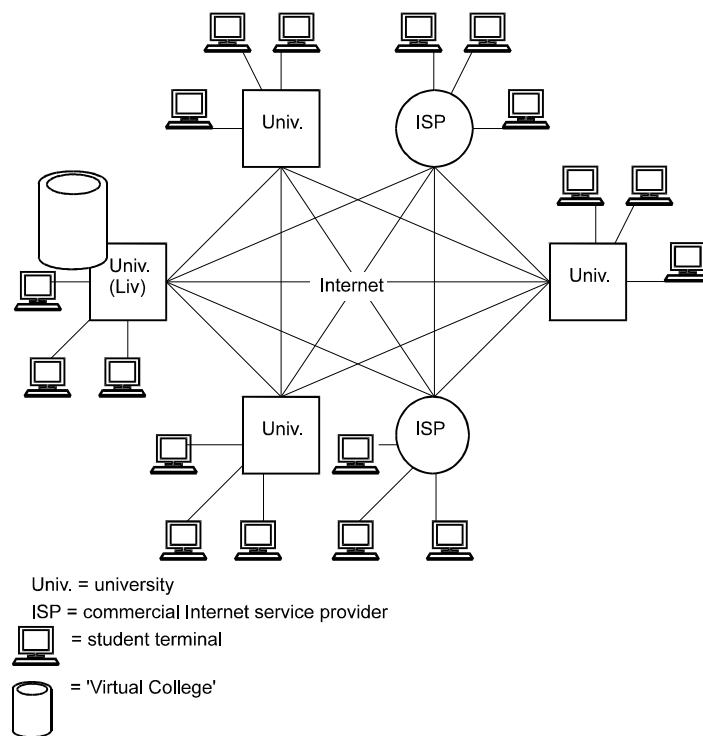 Univ.
ISP
Univ.
(Liv)
Internet
Univ.
Univ.
ISP
Univ. = university
ISP = commercial Internet service provider
= student terminal
= 'Virtual College'